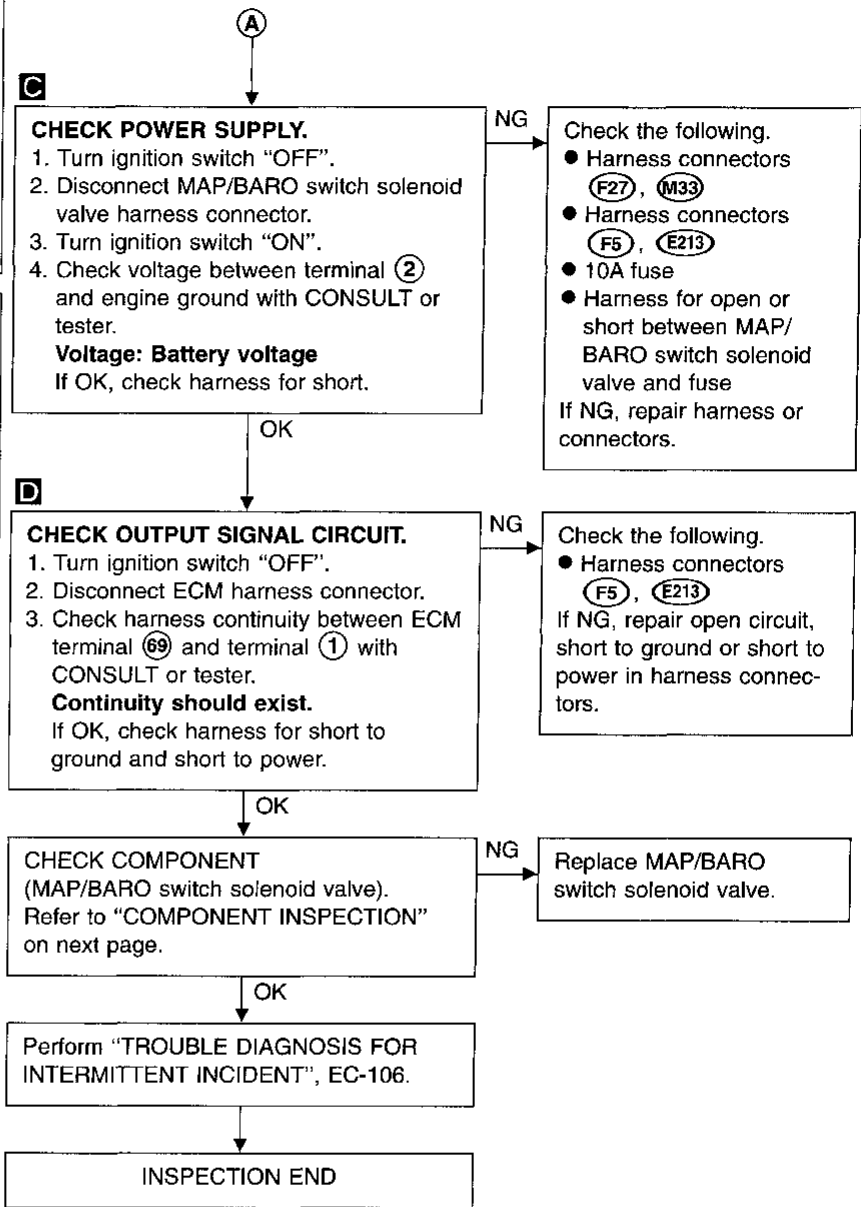 A
C
CHECK POWER SUPPLY.
1. Turn ignition switch “OFF”.
2. Disconnect MAP/BARO switch solenoid
valve harness connector.
3. Turn ignition switch “ON”.
4. Check voltage between terminal 2
and engine ground with CONSULT or
tester.
Voltage: Battery voltage
If OK, check harness for short.
NG
Check the following.
● Harness connectors
F27, M33
● Harness connectors
F5, E213
● 10A fuse
● Harness for open or
short between MAP/
BARO switch solenoid
valve and fuse
If NG, repair harness or
connectors.
OK
D
CHECK OUTPUT SIGNAL CIRCUIT.
1. Turn ignition switch “OFF”.
2. Disconnect ECM harness connector.
3. Check harness continuity between ECM
terminal 69 and terminal 1 with
CONSULT or tester.
Continuity should exist.
If OK, check harness for short to
ground and short to power.
NG
Check the following.
● Harness connectors
F5, E213
If NG, repair open circuit,
short to ground or short to
power in harness connec-
tors.
OK
CHECK COMPONENT
(MAP/BARO switch solenoid valve).
Refer to “COMPONENT INSPECTION”
on next page.
NG
Replace MAP/BARO
switch solenoid valve.
OK
Perform “TROUBLE DIAGNOSIS FOR
INTERMITTENT INCIDENT”, EC-106.
INSPECTION END